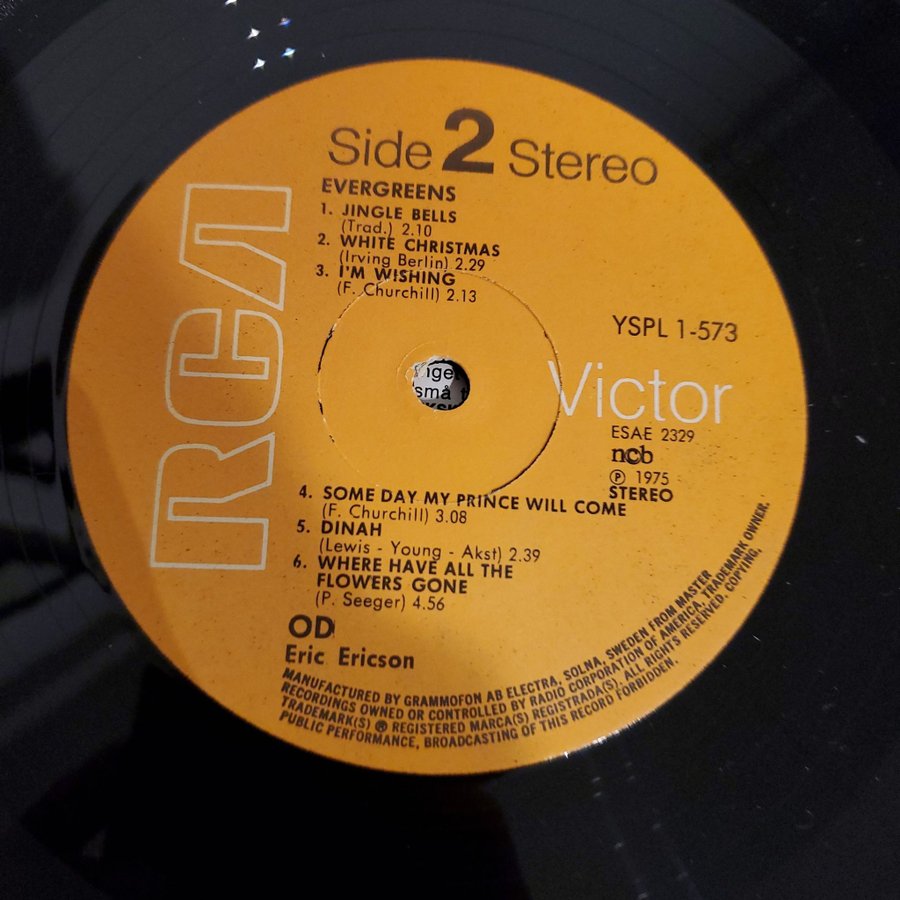 Side 2 Stereo
EVERGREENS
1. JINGLE BELLS
(Trad.) 2.10
2. WHITE CHRISTMAS
(Irving Berlin) 2.29
3. I'M WISHING
(F. Churchill) 2.13
RCA
YSPL 1-573
Victor
ESAE 2329
ncb
Ⓟ 1975
STEREO
små
4. SOME DAY MY PRINCE WILL COME
(F. Churchill) 3.08
5. DINAH
(Lewis - Young - Akst) 2.39
6. WHERE HAVE ALL THE
FLOWERS GONE
(P. Seeger) 4.56
OD
Eric Ericson
MANUFACTURED BY GRAMMOFON AB ELECTRA, SOLNA, SWEDEN FROM MASTER
RECORDINGS OWNED OR CONTROLLED BY RADIO CORPORATION OF AMERICA, TRADEMARK OWNER.
TRADEMARK(S) ® REGISTERED MARCA(S) REGISTRADA(S). ALL RIGHTS RESERVED. COPYING,
PUBLIC PERFORMANCE, BROADCASTING OF THIS RECORD FORBIDDEN.